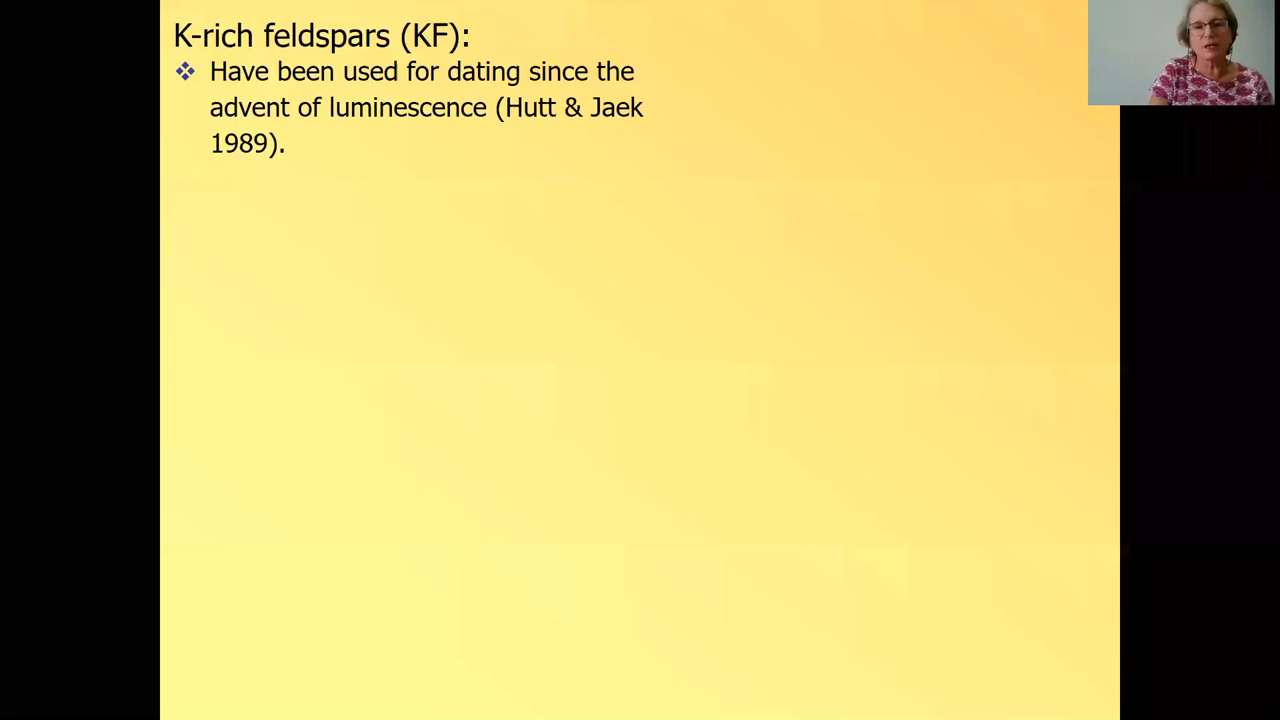 K-rich feldspars (KF):
❖ Have been used for dating since the
advent of luminescence (Hutt & Jaek
1989).